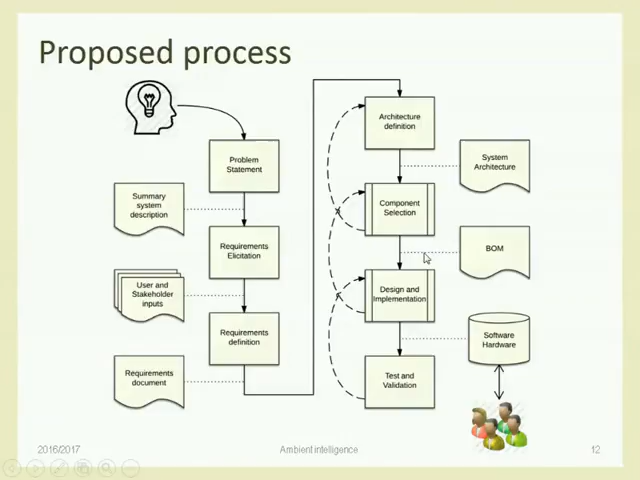 Proposed process
Problem
Statement
Summary
system
description
Requirements
Elicitation
User and
Stakeholder
inputs
Requirements
definition
Requirements
document
Architecture
definition
System
Architecture
Component
Selection
BOM
Design and
Implementation
Software
Hardware
Test and
Validation
2016/2017
Ambient intelligence
12